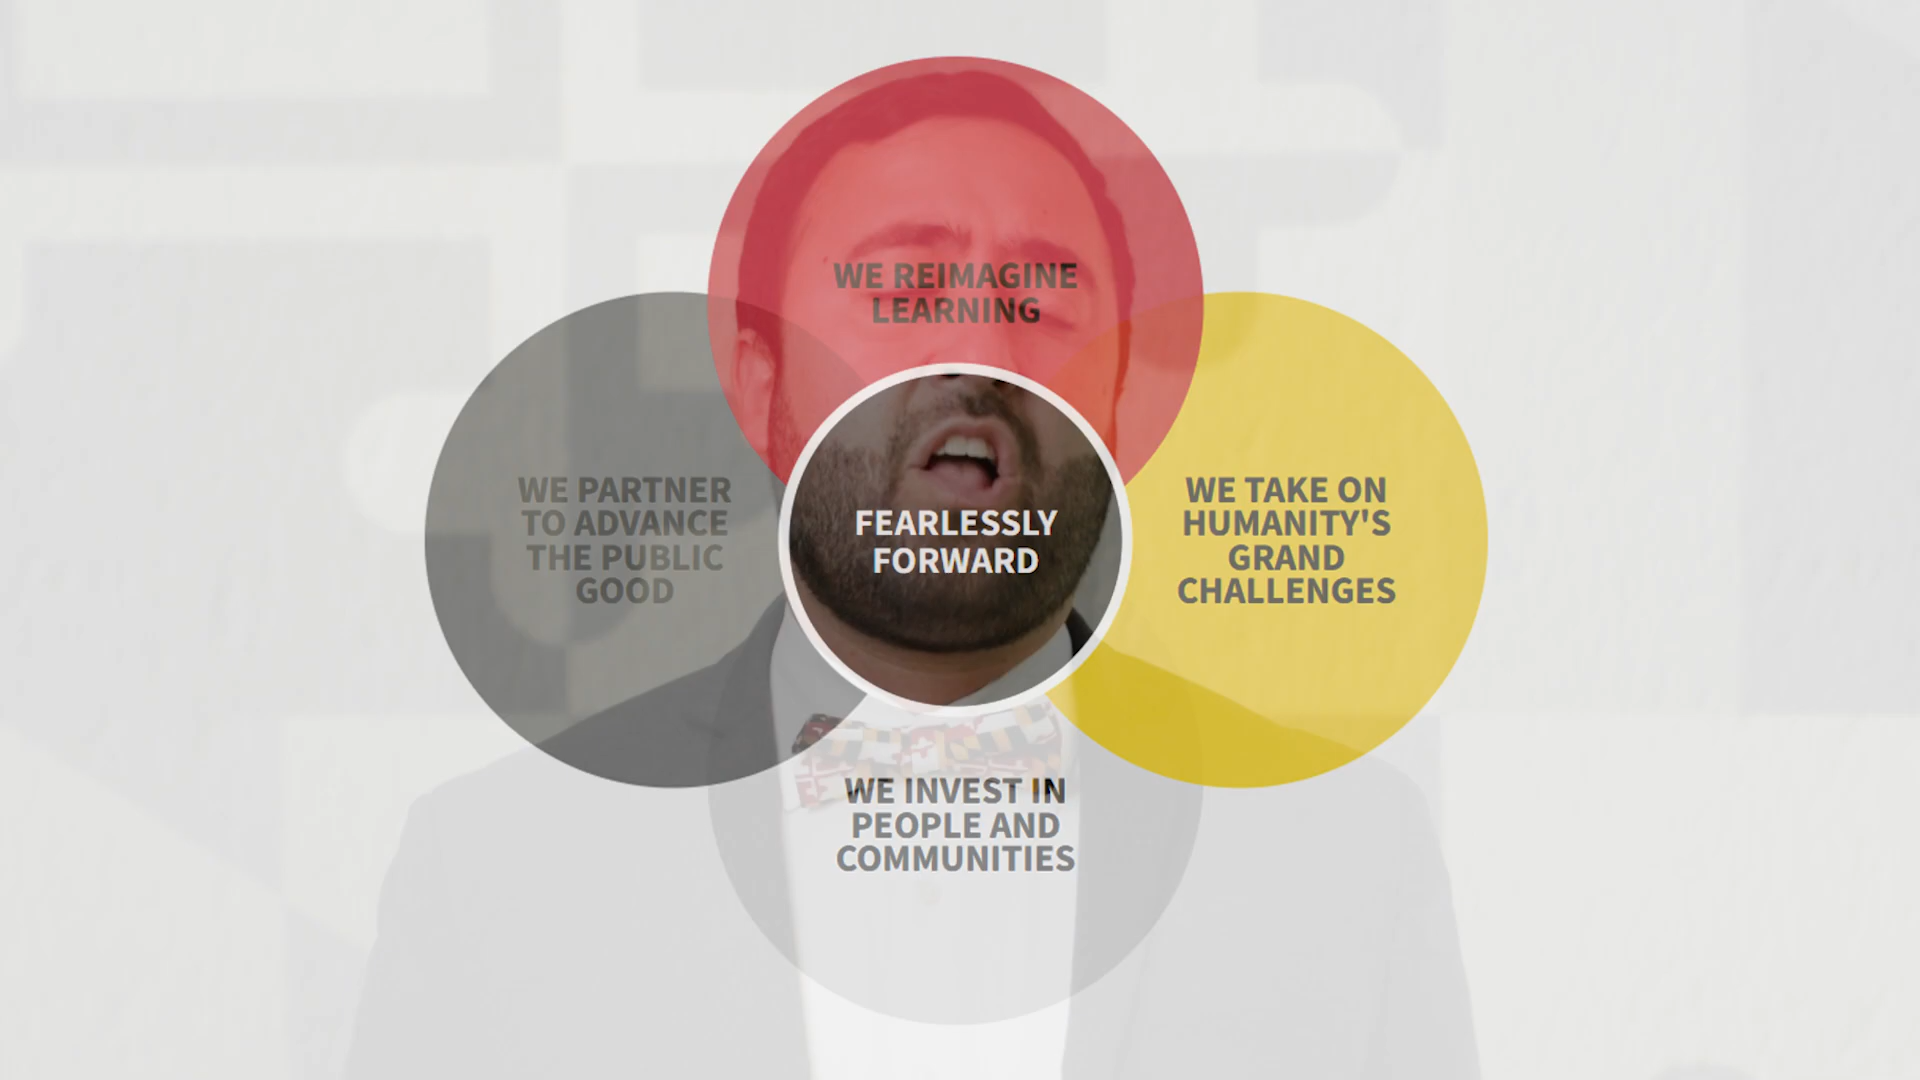 WE REIMAGINE
LEARNING
WE PARTNER
TO ADVANCE
THE PUBLIC
GOOD
FEARLESSLY
FORWARD
WE TAKE ON
HUMANITY'S
GRAND
CHALLENGES
WE INVEST IN
PEOPLE AND
COMMUNITIES